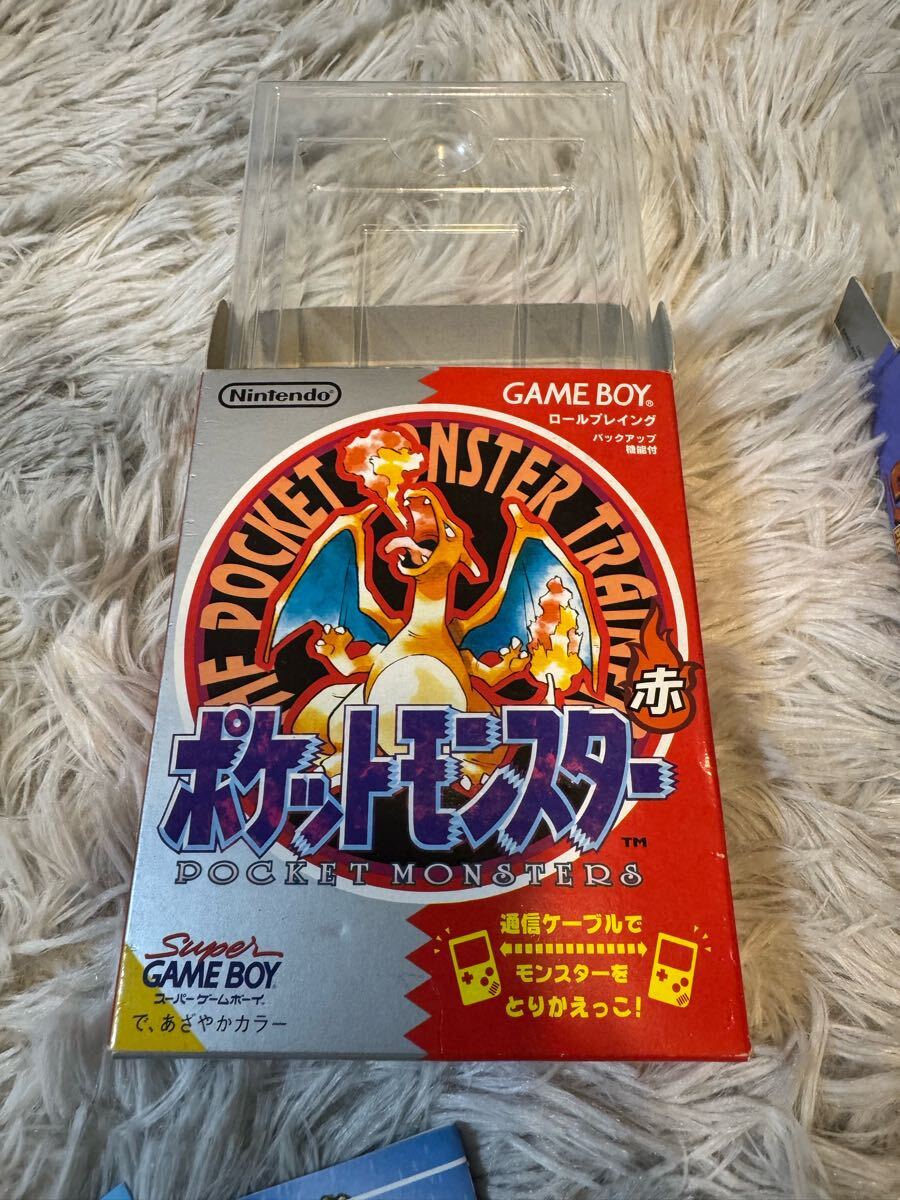 Nintendo®
GAME BOY®
ロールプレイング
バックアップ
機能付
POCKET MONSTER
赤
ポケットモンスター
TM
POCKET MONSTERS
通信ケーブルで
モンスターを
とりかえっこ!
Super
GAME BOY
スーパーゲームボーイ
で、あざやかカラー